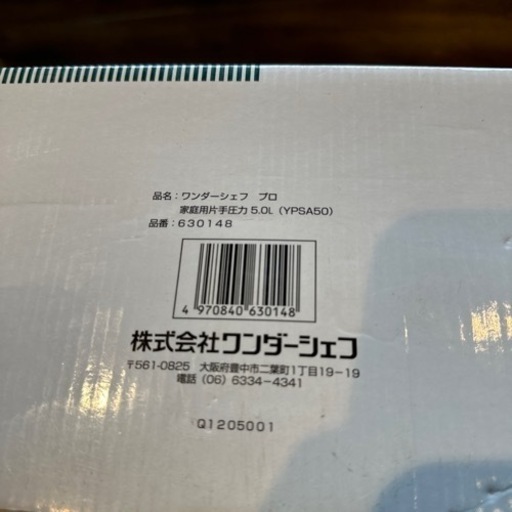 品名：ワンダーシェフ　プロ
家庭用片手圧力 5.0L（YPSA50）
品番：630148
4 970840 630148
株式会社ワンダーシェフ
〒561-0825　大阪府豊中市二葉町1丁目19−19
電話（06）6334-4341
Q1205001